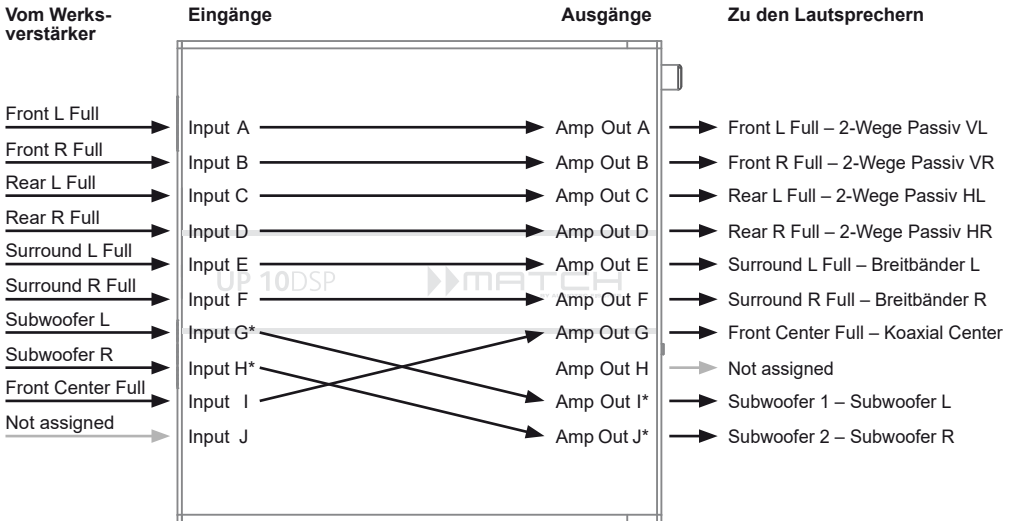 Vom Werks-
verstärker
Eingänge
Ausgänge
Zu den Lautsprechern
Front L Full
Input A
Amp Out A
Front L Full – 2-Wege Passiv VL
Front R Full
Input B
Amp Out B
Front R Full – 2-Wege Passiv VR
Rear L Full
Input C
Amp Out C
Rear L Full – 2-Wege Passiv HL
Rear R Full
Input D
Amp Out D
Rear R Full – 2-Wege Passiv HR
Surround L Full
Input E
Amp Out E
Surround L Full – Breitbänder L
UP 10DSP
MATCH
Surround R Full
Input F
Amp Out F
Surround R Full – Breitbänder R
Subwoofer L
Input G*
Amp Out G
Front Center Full – Koaxial Center
Subwoofer R
Input H*
Amp Out H
Not assigned
Front Center Full
Input I
Amp Out I*
Subwoofer 1 – Subwoofer L
Not assigned
Input J
Amp Out J*
Subwoofer 2 – Subwoofer R